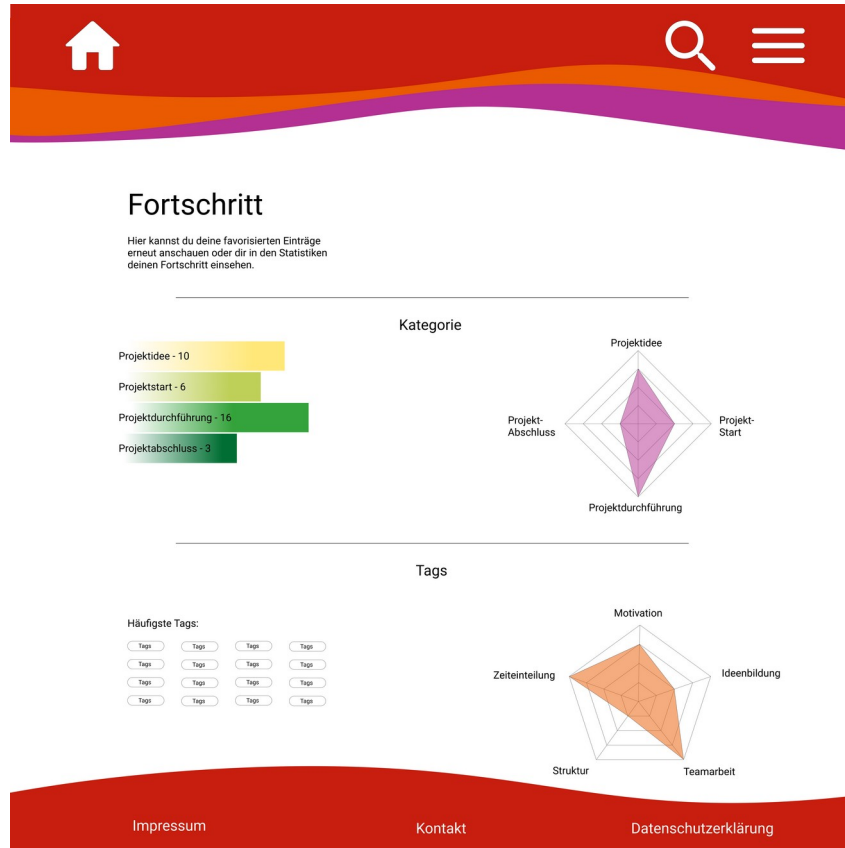 Fortschritt
Hier kannst du deine favorisierten Einträge
erneut anschauen oder dir in den Statistiken
deinen Fortschritt einsehen.
Kategorie
Projektidee - 10
Projektstart - 6
Projektdurchführung - 16
Projektabschluss - 3
Projektidee
Projekt-
Abschluss
Projekt-
Start
Projektdurchführung
Tags
Häufigste Tags:
Tags Tags Tags Tags
Tags Tags Tags Tags
Tags Tags Tags Tags
Tags Tags Tags Tags
Motivation
Zeiteinteilung
Ideenbildung
Struktur
Teamarbeit
Impressum
Kontakt
Datenschutzerklärung